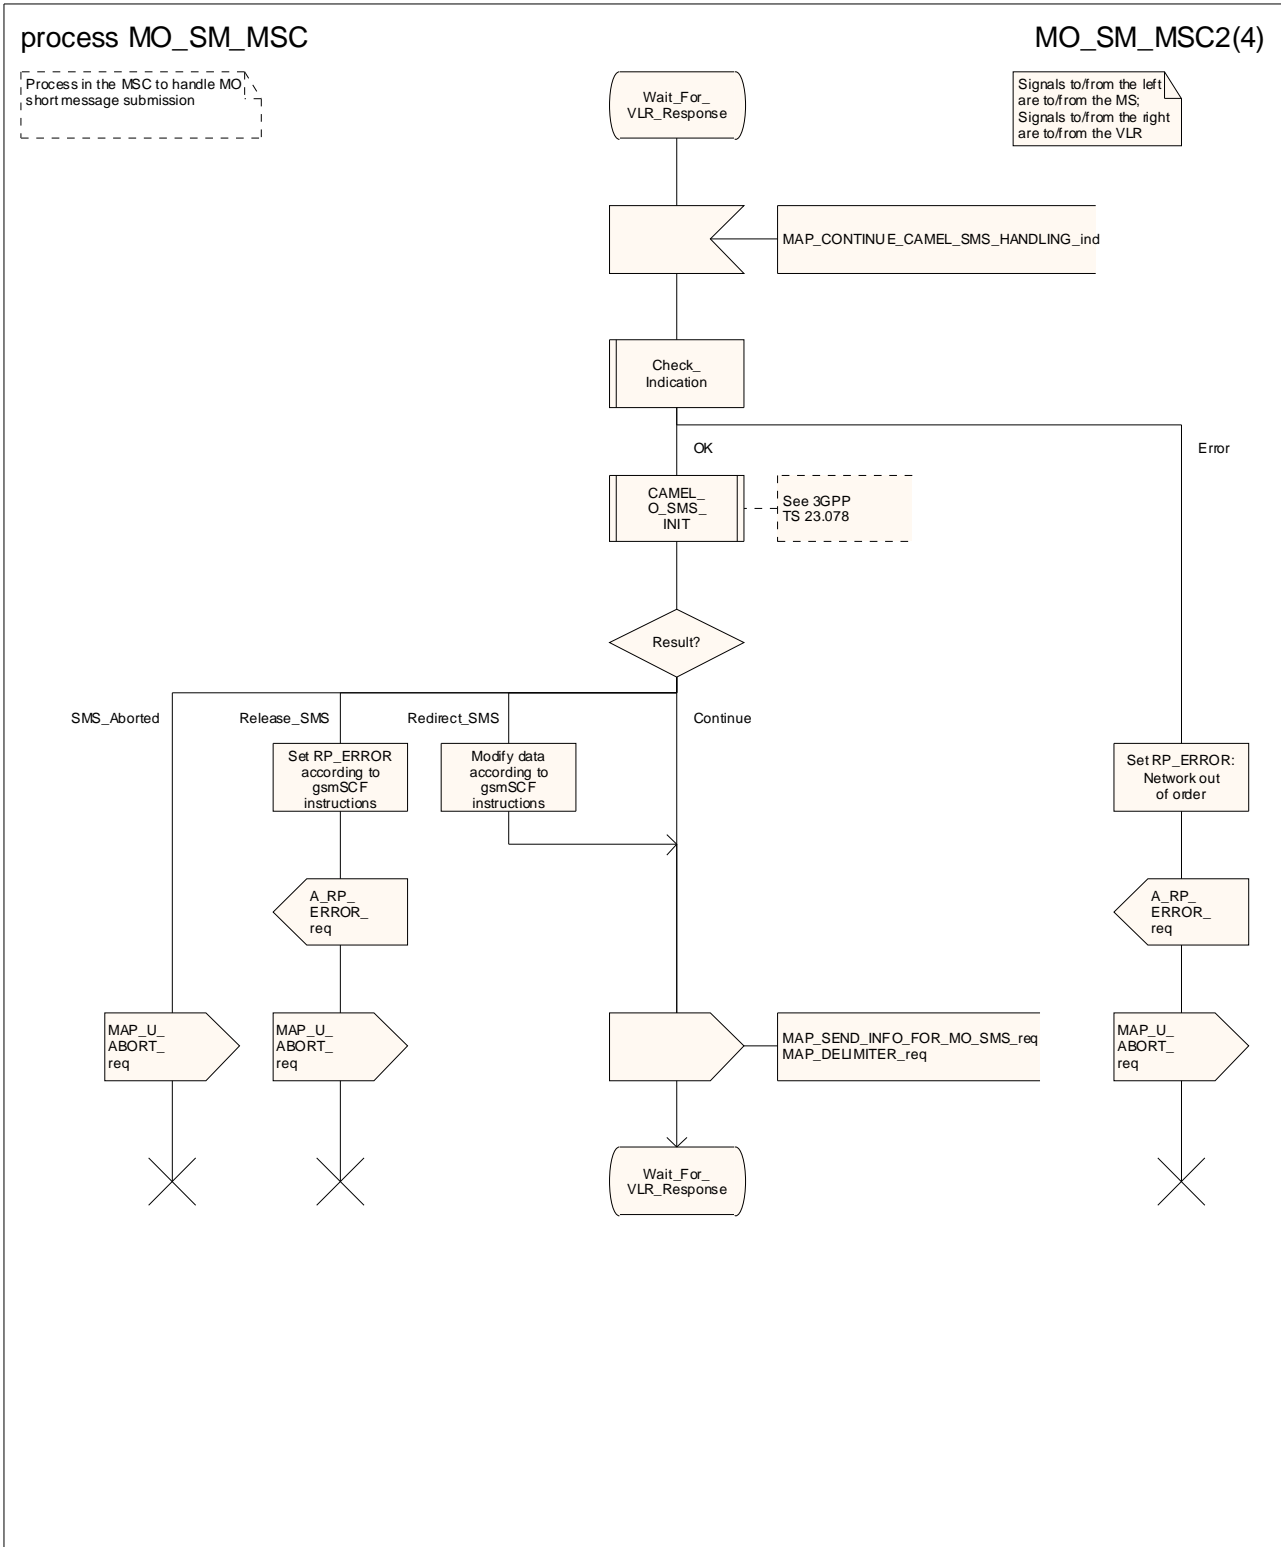 process MO_SM_MSC
MO_SM_MSC2(4)
Process in the MSC to handle MO
short message submission
Wait_For_
VLR_Response
Signals to/from the left
are to/from the MS;
Signals to/from the right
are to/from the VLR
MAP_CONTINUE_CAMEL_SMS_HANDLING_ind
Check_
Indication
OK
Error
CAMEL_
O_SMS_
INIT
See 3GPP
TS 23.078
Result?
SMS_Aborted
Release_SMS
Redirect_SMS
Continue
Set RP_ERROR
according to
gsmSCF
instructions
Modify data
according to
gsmSCF
instructions
Set RP_ERROR:
Network out
of order
A_RP_
ERROR_
req
A_RP_
ERROR_
req
MAP_U_
ABORT_
req
MAP_U_
ABORT_
req
MAP_SEND_INFO_FOR_MO_SMS_req
MAP_DELIMITER_req
MAP_U_
ABORT_
req
Wait_For_
VLR_Response